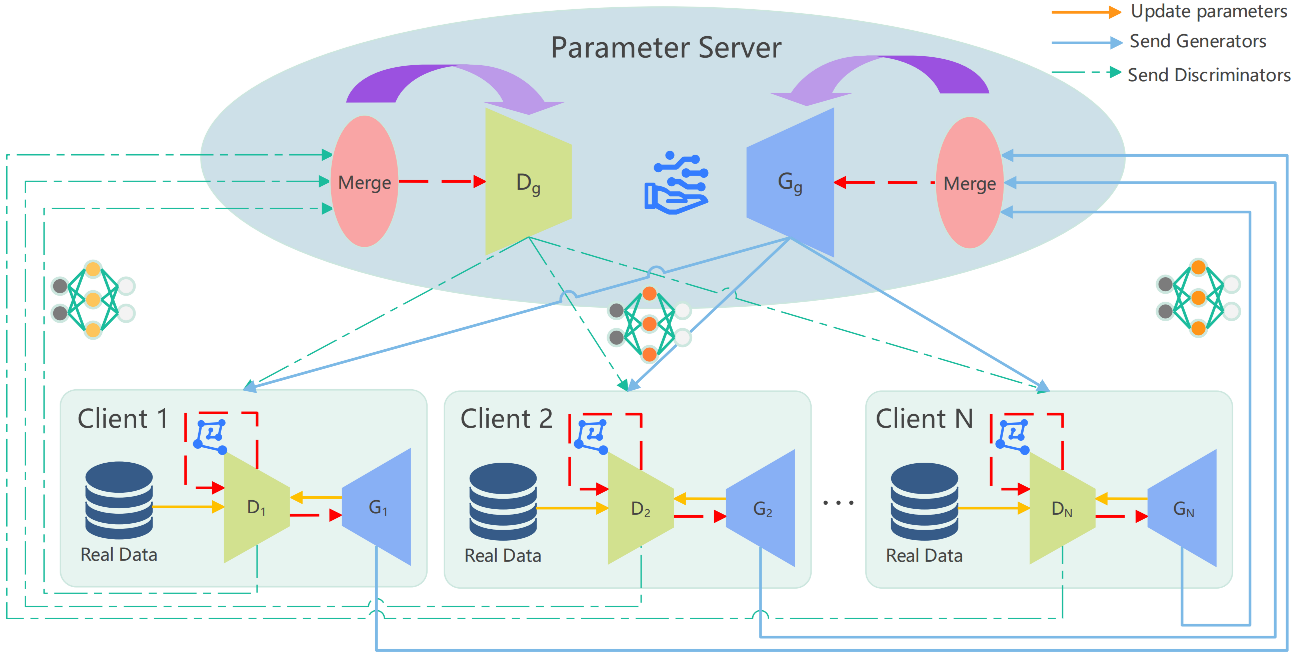 Update parameters
Send Generators
Send Discriminators
Parameter Server
Merge
Dg
Gg
Merge
Client 1
D1
G1
Real Data
Client 2
D2
G2
Real Data
...
Client N
DN
GN
Real Data